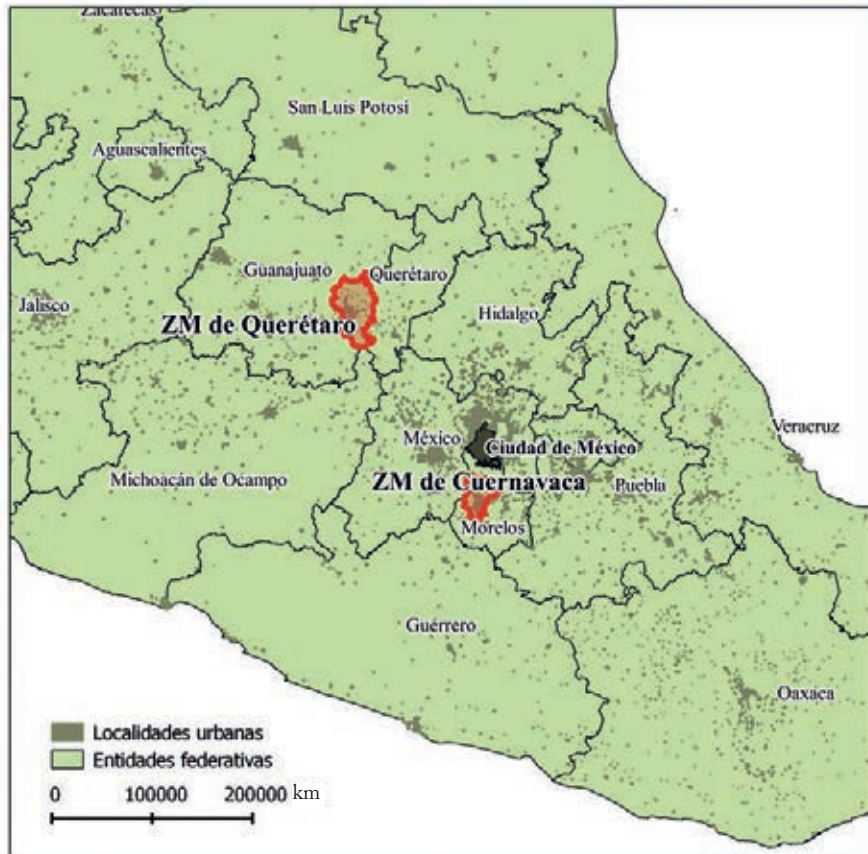 Zacatecas
San Luis Potosí
Aguascalientes
Guanajuato
Querétaro
Jalisco
ZM de Querétaro
Hidalgo
México
Ciudad de México
Veracruz
Michoacán de Ocampo
ZM de Cuernavaca
Puebla
Morelos
Guérrero
Oaxaca
Localidades urbanas
Entidades federativas
0 100000 200000 km